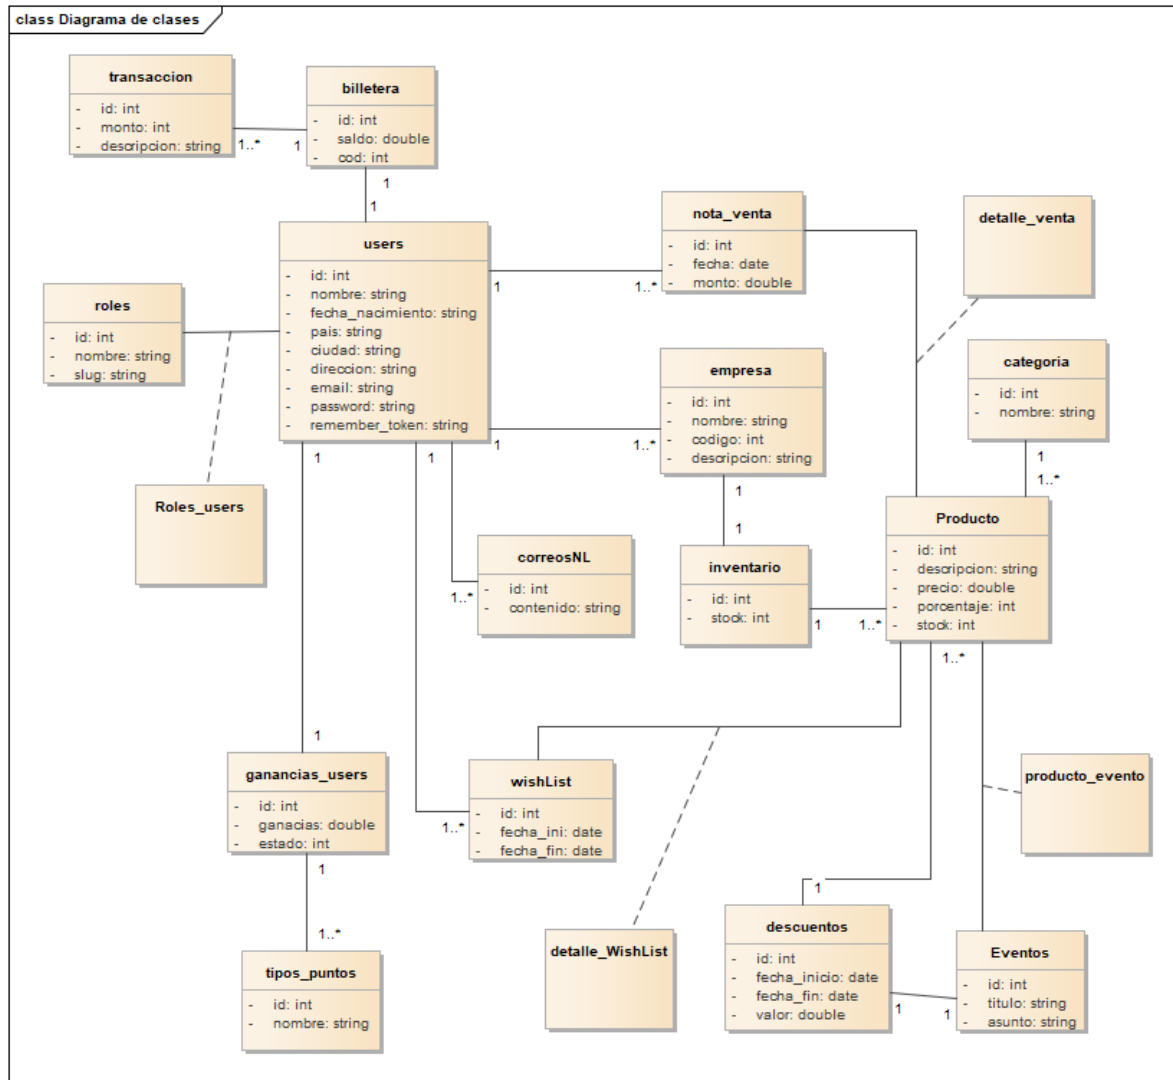 class Diagrama de clases
transaccion
- id: int
- monto: int
- descripcion: string
1..*
1
billetera
- id: int
- saldo: double
- cod: int
1
1
users
- id: int
- nombre: string
- fecha_nacimiento: string
- pais: string
- ciudad: string
- direccion: string
- email: string
- password: string
- remember_token: string
roles
- id: int
- nombre: string
- slug: string
Roles_users
1
1..*
nota_venta
- id: int
- fecha: date
- monto: double
detalle_venta
1
1..*
empresa
- id: int
- nombre: string
- codigo: int
- descripcion: string
categoria
- id: int
- nombre: string
1
1..*
1
1
inventario
- id: int
- stock: int
1
1..*
Producto
- id: int
- descripcion: string
- precio: double
- porcentaje: int
- stock: int
1..*
1
1
1..*
correosNL
- id: int
- contenido: string
1
ganancias_users
- id: int
- ganacias: double
- estado: int
1
1..*
tipos_puntos
- id: int
- nombre: string
1..*
wishList
- id: int
- fecha_ini: date
- fecha_fin: date
detalle_WishList
producto_evento
1
descuentos
- id: int
- fecha_inicio: date
- fecha_fin: date
- valor: double
1
1
Eventos
- id: int
- titulo: string
- asunto: string